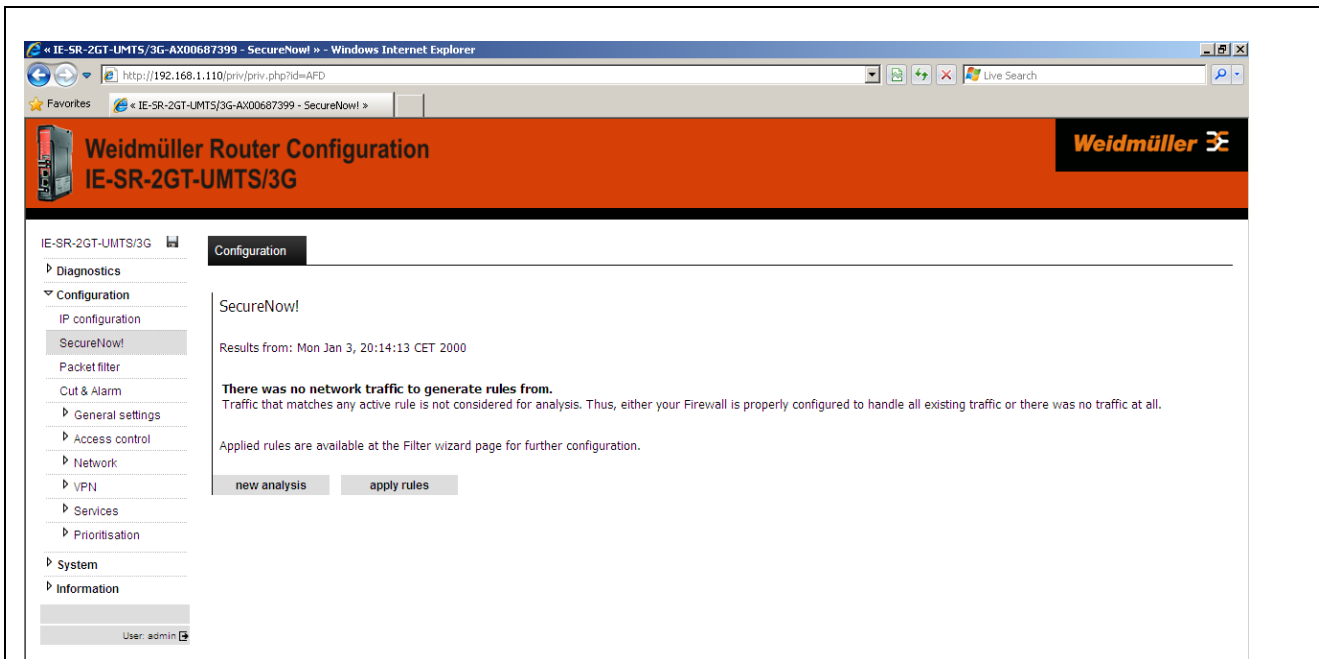 « IE-SR-2GT-UMTS/3G-AX00687399 - SecureNow! » - Windows Internet Explorer
http://192.168.1.110/priv/priv.php?id=AFD
Live Search
Favorites
« IE-SR-2GT-UMTS/3G-AX00687399 - SecureNow! »
Weidmüller Router Configuration
IE-SR-2GT-UMTS/3G
Weidmüller
IE-SR-2GT-UMTS/3G
Diagnostics
Configuration
IP configuration
SecureNow!
Packet filter
Cut & Alarm
General settings
Access control
Network
VPN
Services
Prioritisation
System
Information
User: admin
Configuration
SecureNow!
Results from: Mon Jan 3, 20:14:13 CET 2000
There was no network traffic to generate rules from.
Traffic that matches any active rule is not considered for analysis. Thus, either your Firewall is properly configured to handle all existing traffic or there was no traffic at all.
Applied rules are available at the Filter wizard page for further configuration.
new analysis
apply rules